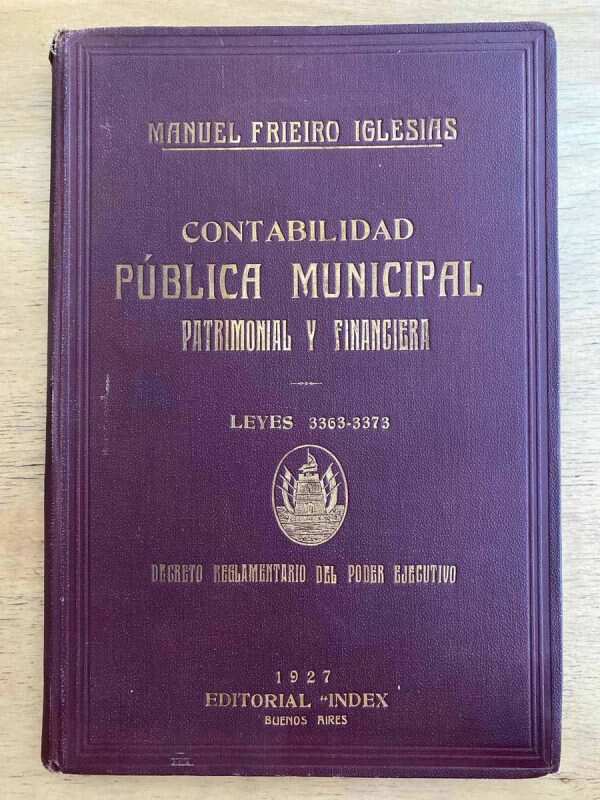 MANUEL FRIEIRO IGLESIAS
CONTABILIDAD
PÚBLICA MUNICIPAL
PATRIMONIAL Y FINANCIERA
LEYES 3363-3373
DECRETO REGLAMENTARIO DEL PODER EJECUTIVO
1927
EDITORIAL “INDEX
BUENOS AIRES